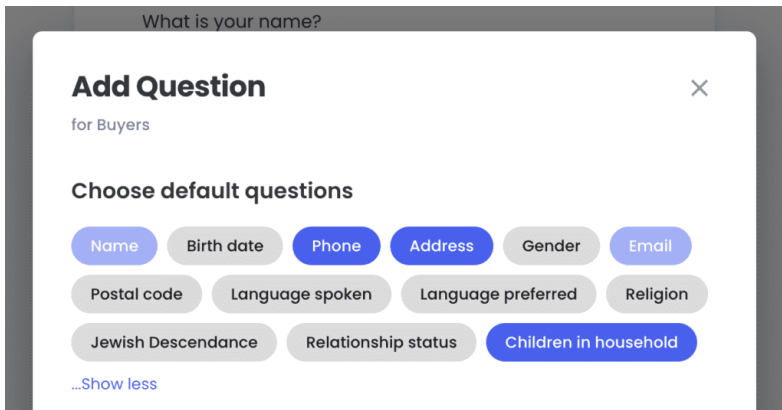 What is your name?
Add Question
for Buyers
Choose default questions
Name Birth date Phone Address Gender Email
Postal code Language spoken Language preferred Religion
Jewish Descendance Relationship status Children in household
...Show less